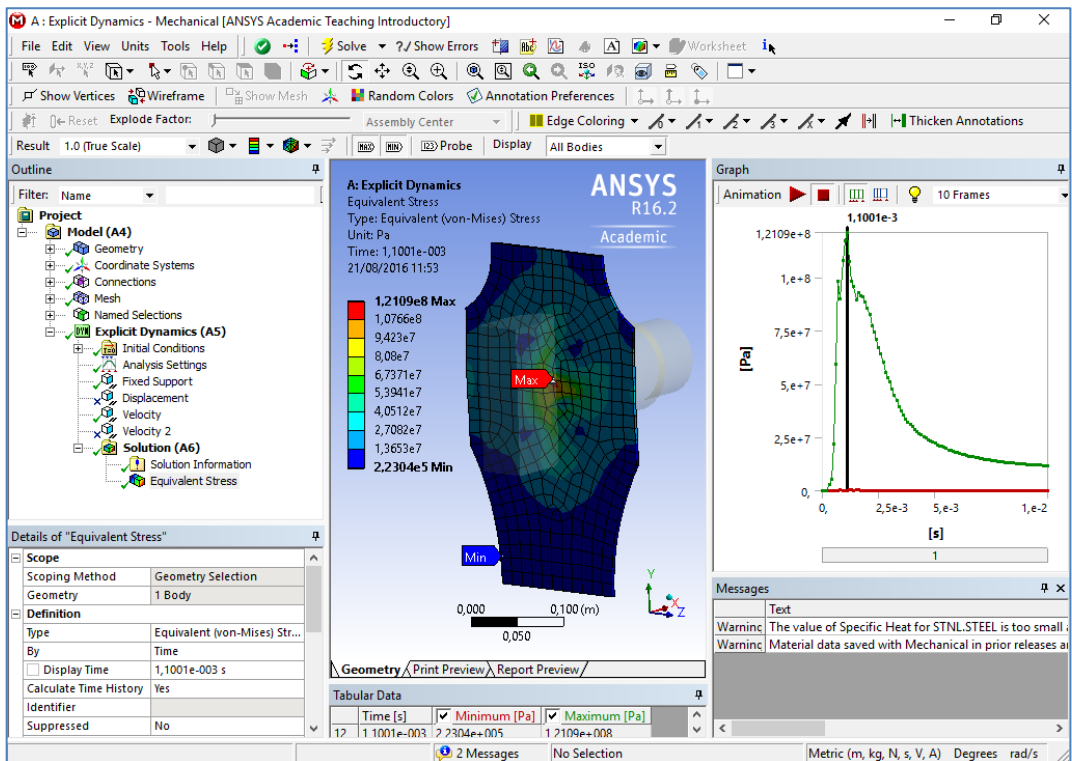 A : Explicit Dynamics - Mechanical [ANSYS Academic Teaching Introductory]
File Edit View Units Tools Help Solve ?/ Show Errors Worksheet
Show Vertices Wireframe Show Mesh Random Colors Annotation Preferences
Reset Explode Factor: Assembly Center Edge Coloring Thicken Annotations
Result 1.0 (True Scale) MAX MIN Probe Display All Bodies
Outline
Filter: Name
Project
Model (A4)
Geometry
Coordinate Systems
Connections
Mesh
Named Selections
Explicit Dynamics (A5)
Initial Conditions
Analysis Settings
Fixed Support
Displacement
Velocity
Velocity 2
Solution (A6)
Solution Information
Equivalent Stress
Details of "Equivalent Stress"
Scope
Scoping Method Geometry Selection
Geometry 1 Body
Definition
Type Equivalent (von-Mises) Str...
By Time
Display Time 1,1001e-003 s
Calculate Time History Yes
Identifier
Suppressed No
A: Explicit Dynamics
Equivalent Stress
Type: Equivalent (von-Mises) Stress
Unit: Pa
Time: 1,1001e-003
21/08/2016 11:53
ANSYS
R16.2
Academic
1,2109e8 Max
1,0766e8
9,423e7
8,08e7
6,7371e7
5,3941e7
4,0512e7
2,7082e7
1,3653e7
2,2304e5 Min
Max
Min
0,000 0,100 (m)
0,050
Y
X
Z
Geometry Print Preview Report Preview
Tabular Data
Time [s] Minimum [Pa] Maximum [Pa]
12 1,1001e-003 2,2304e+005 1,2109e+008
Graph
Animation 10 Frames
1,1001e-3
1,2109e+8
1,e+8
7,5e+7
5,e+7
2,5e+7
0,
[Pa]
0, 2,5e-3 5,e-3 1,e-2
[s]
1
Messages
Text
Warning The value of Specific Heat for STNL.STEEL is too small
Warning Material data saved with Mechanical in prior releases
2 Messages No Selection Metric (m, kg, N, s, V, A) Degrees rad/s